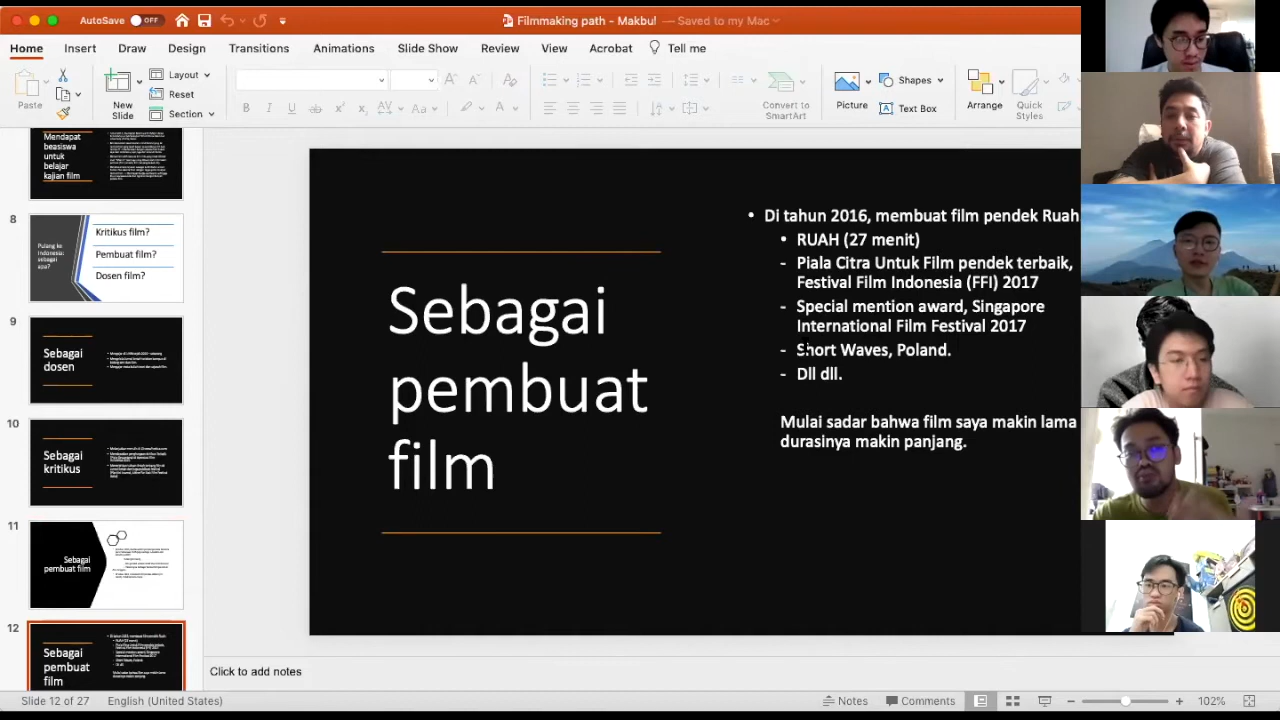 AutoSave OFF
Filmmaking path - Makbul — Saved to my Mac
Home Insert Draw Design Transitions Animations Slide Show Review View Acrobat Tell me
Paste
New Slide
Layout
Reset
Section
Convert to SmartArt
Picture
Shapes
Text Box
Arrange
Quick Styles
Mendapat
beasiswa
untuk
belajar
kajian film
8
Pulang ke
Indonesia:
sebagai
apa?
Kritikus film?
Pembuat film?
Dosen film?
9
Sebagai
dosen
10
Sebagai
kritikus
11
Sebagai
pembuat film
12
Sebagai
pembuat
film
Sebagai
pembuat
film
• Di tahun 2016, membuat film pendek Ruah
• RUAH (27 menit)
- Piala Citra Untuk Film pendek terbaik,
Festival Film Indonesia (FFI) 2017
- Special mention award, Singapore
International Film Festival 2017
- Short Waves, Poland.
- Dll dll.
Mulai sadar bahwa film saya makin lama
durasinya makin panjang.
Click to add notes
Slide 12 of 27 English (United States) Notes Comments 102%